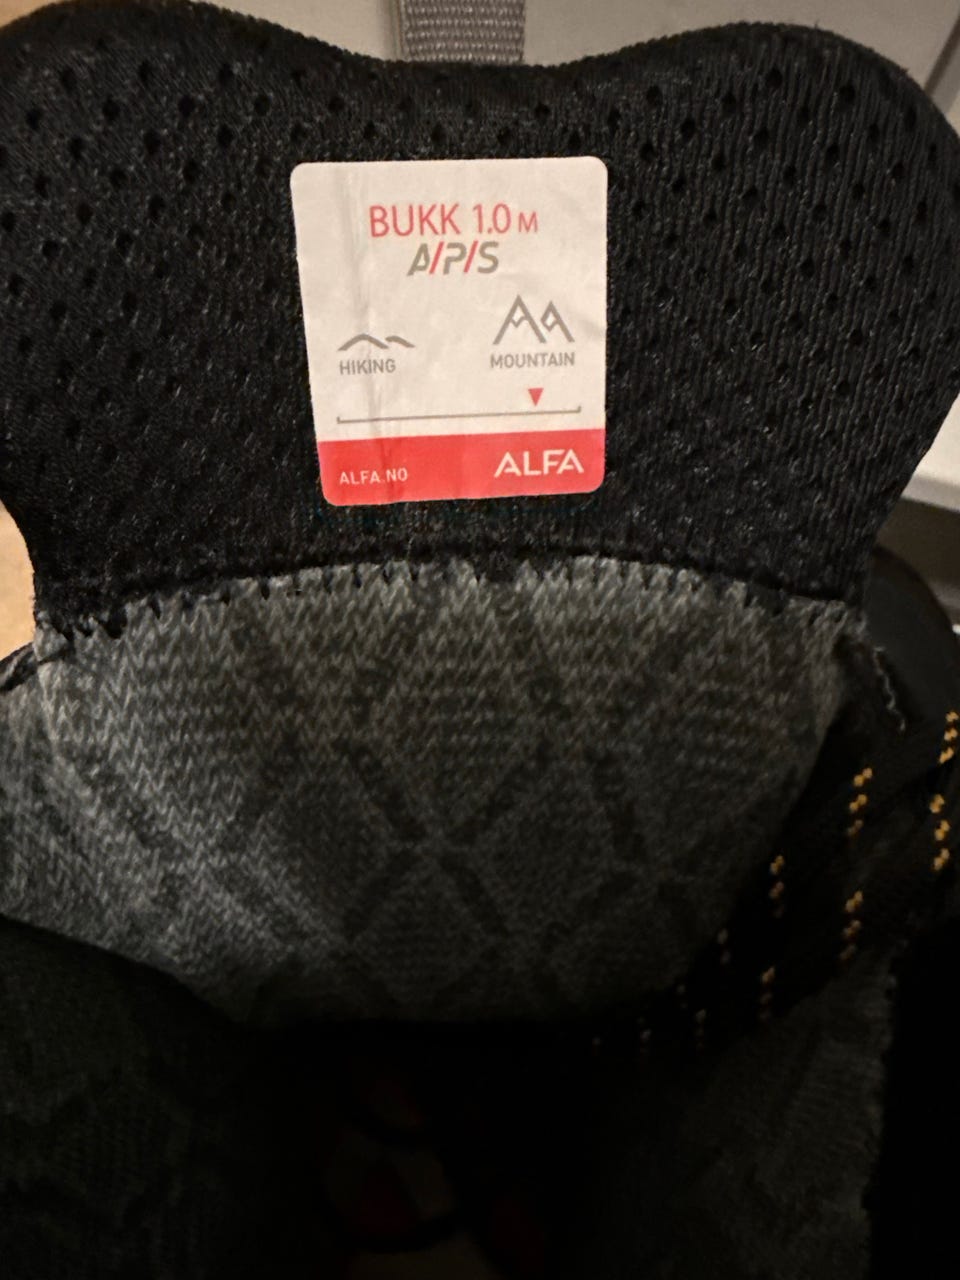 BUKK 1.0 M
A/P/S
HIKING
MOUNTAIN
ALFA.NO
ALFA